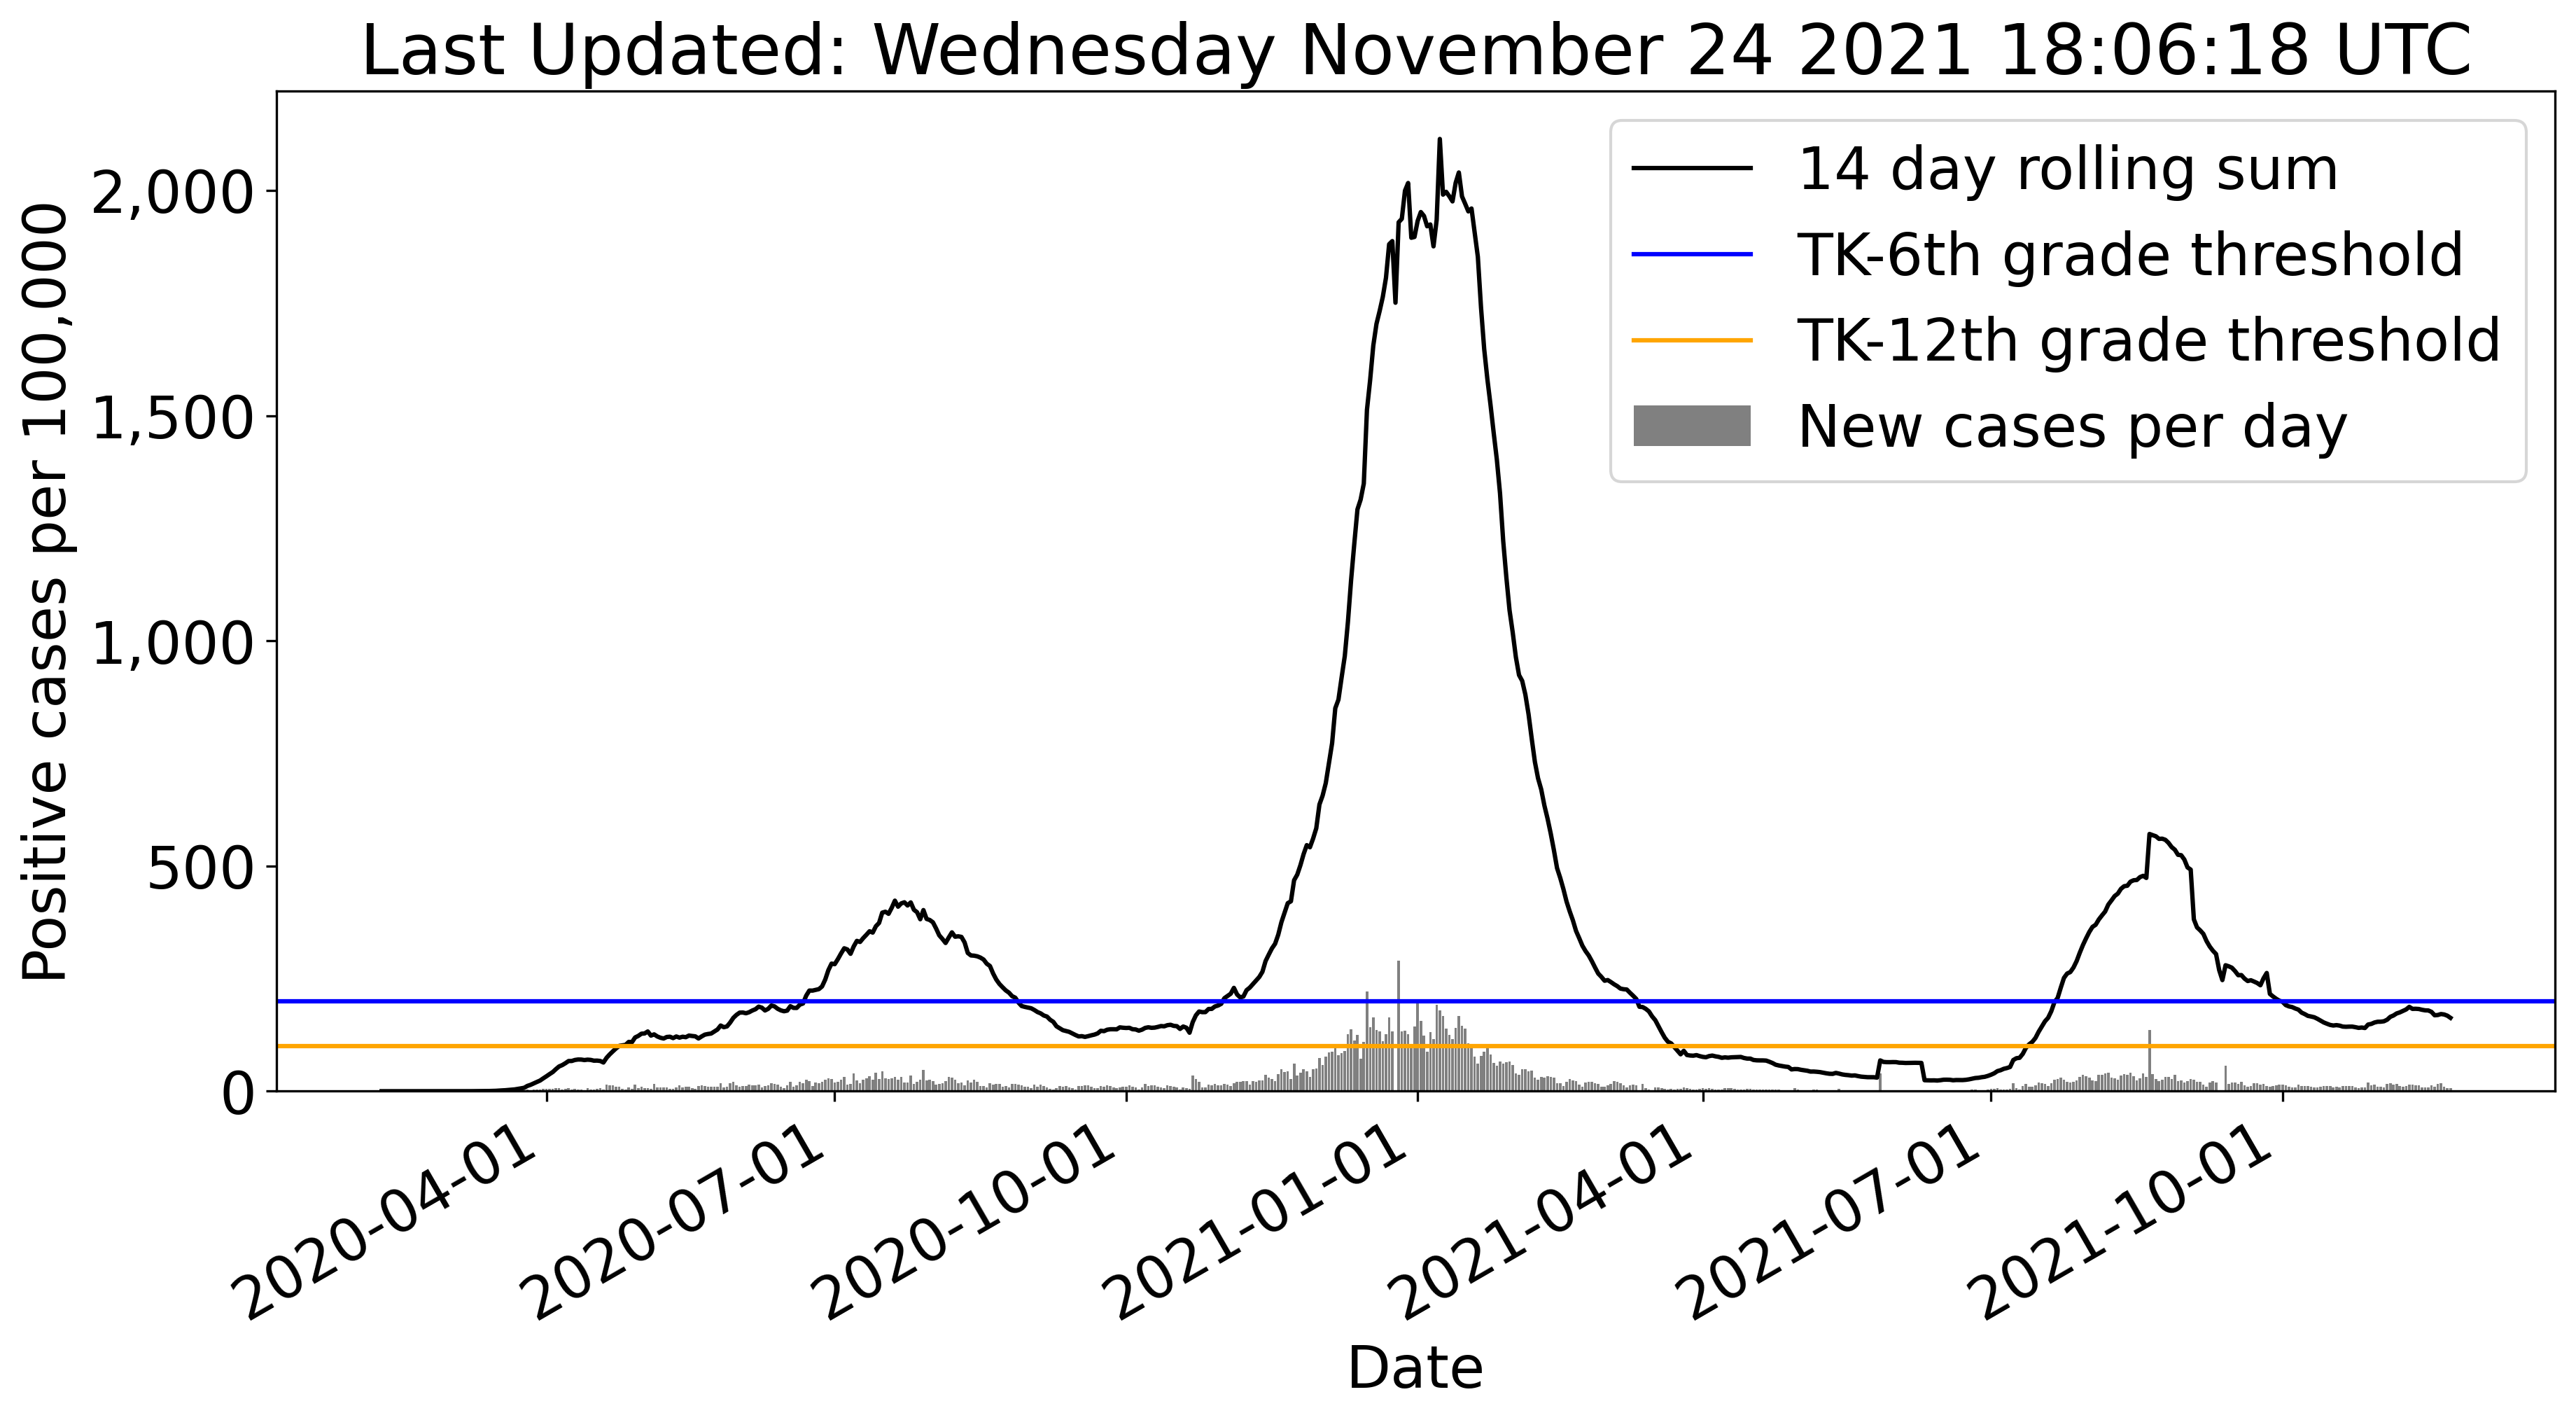 Last Updated: Wednesday November 24 2021 18:06:18 UTC
Positive cases per 100,000
2,000
1,500
1,000
500
0
14 day rolling sum
TK-6th grade threshold
TK-12th grade threshold
New cases per day
2020-04-01
2020-07-01
2020-10-01
2021-01-01
2021-04-01
2021-07-01
2021-10-01
Date